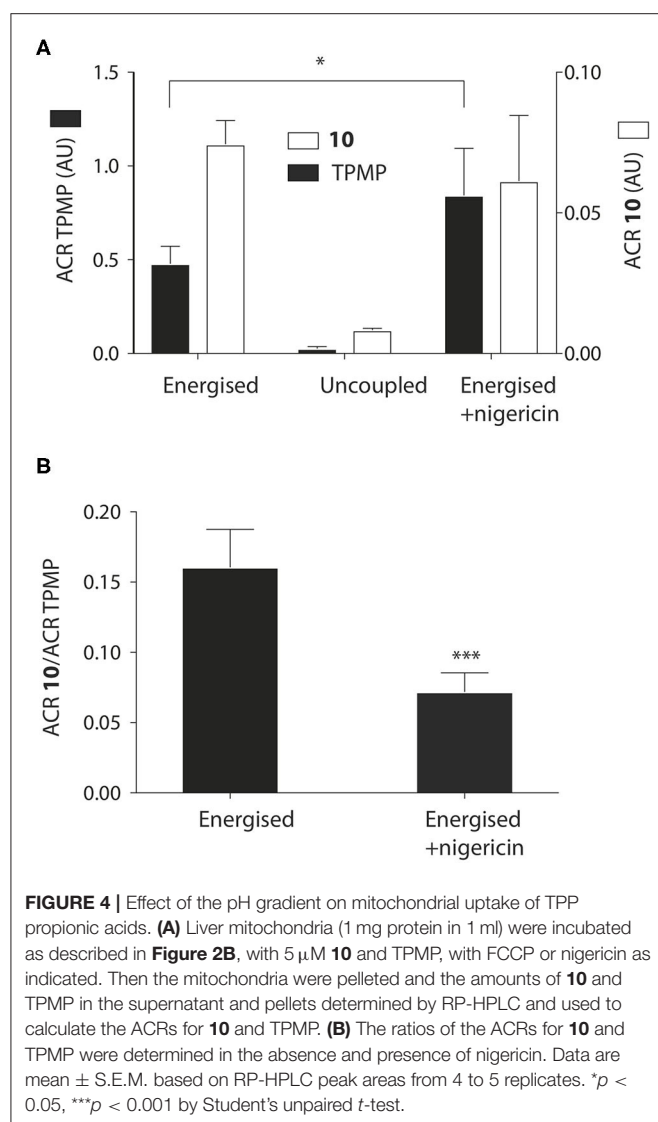 A
1.5
1.0
0.5
0.0
ACR TPMP (AU)
*
10
TPMP
0.10
0.05
0.00
ACR 10 (AU)
Energised
Uncoupled
Energised
+nigericin
B
0.20
0.15
0.10
0.05
0.00
ACR 10/ACR TPMP
***
Energised
Energised
+nigericin
FIGURE 4 | Effect of the pH gradient on mitochondrial uptake of TPP
propionic acids. (A) Liver mitochondria (1 mg protein in 1 ml) were incubated
as described in Figure 2B, with 5 μM 10 and TPMP, with FCCP or nigericin as
indicated. Then the mitochondria were pelleted and the amounts of 10 and
TPMP in the supernatant and pellets determined by RP-HPLC and used to
calculate the ACRs for 10 and TPMP. (B) The ratios of the ACRs for 10 and
TPMP were determined in the absence and presence of nigericin. Data are
mean ± S.E.M. based on RP-HPLC peak areas from 4 to 5 replicates. *p <
0.05, ***p < 0.001 by Student's unpaired t-test.